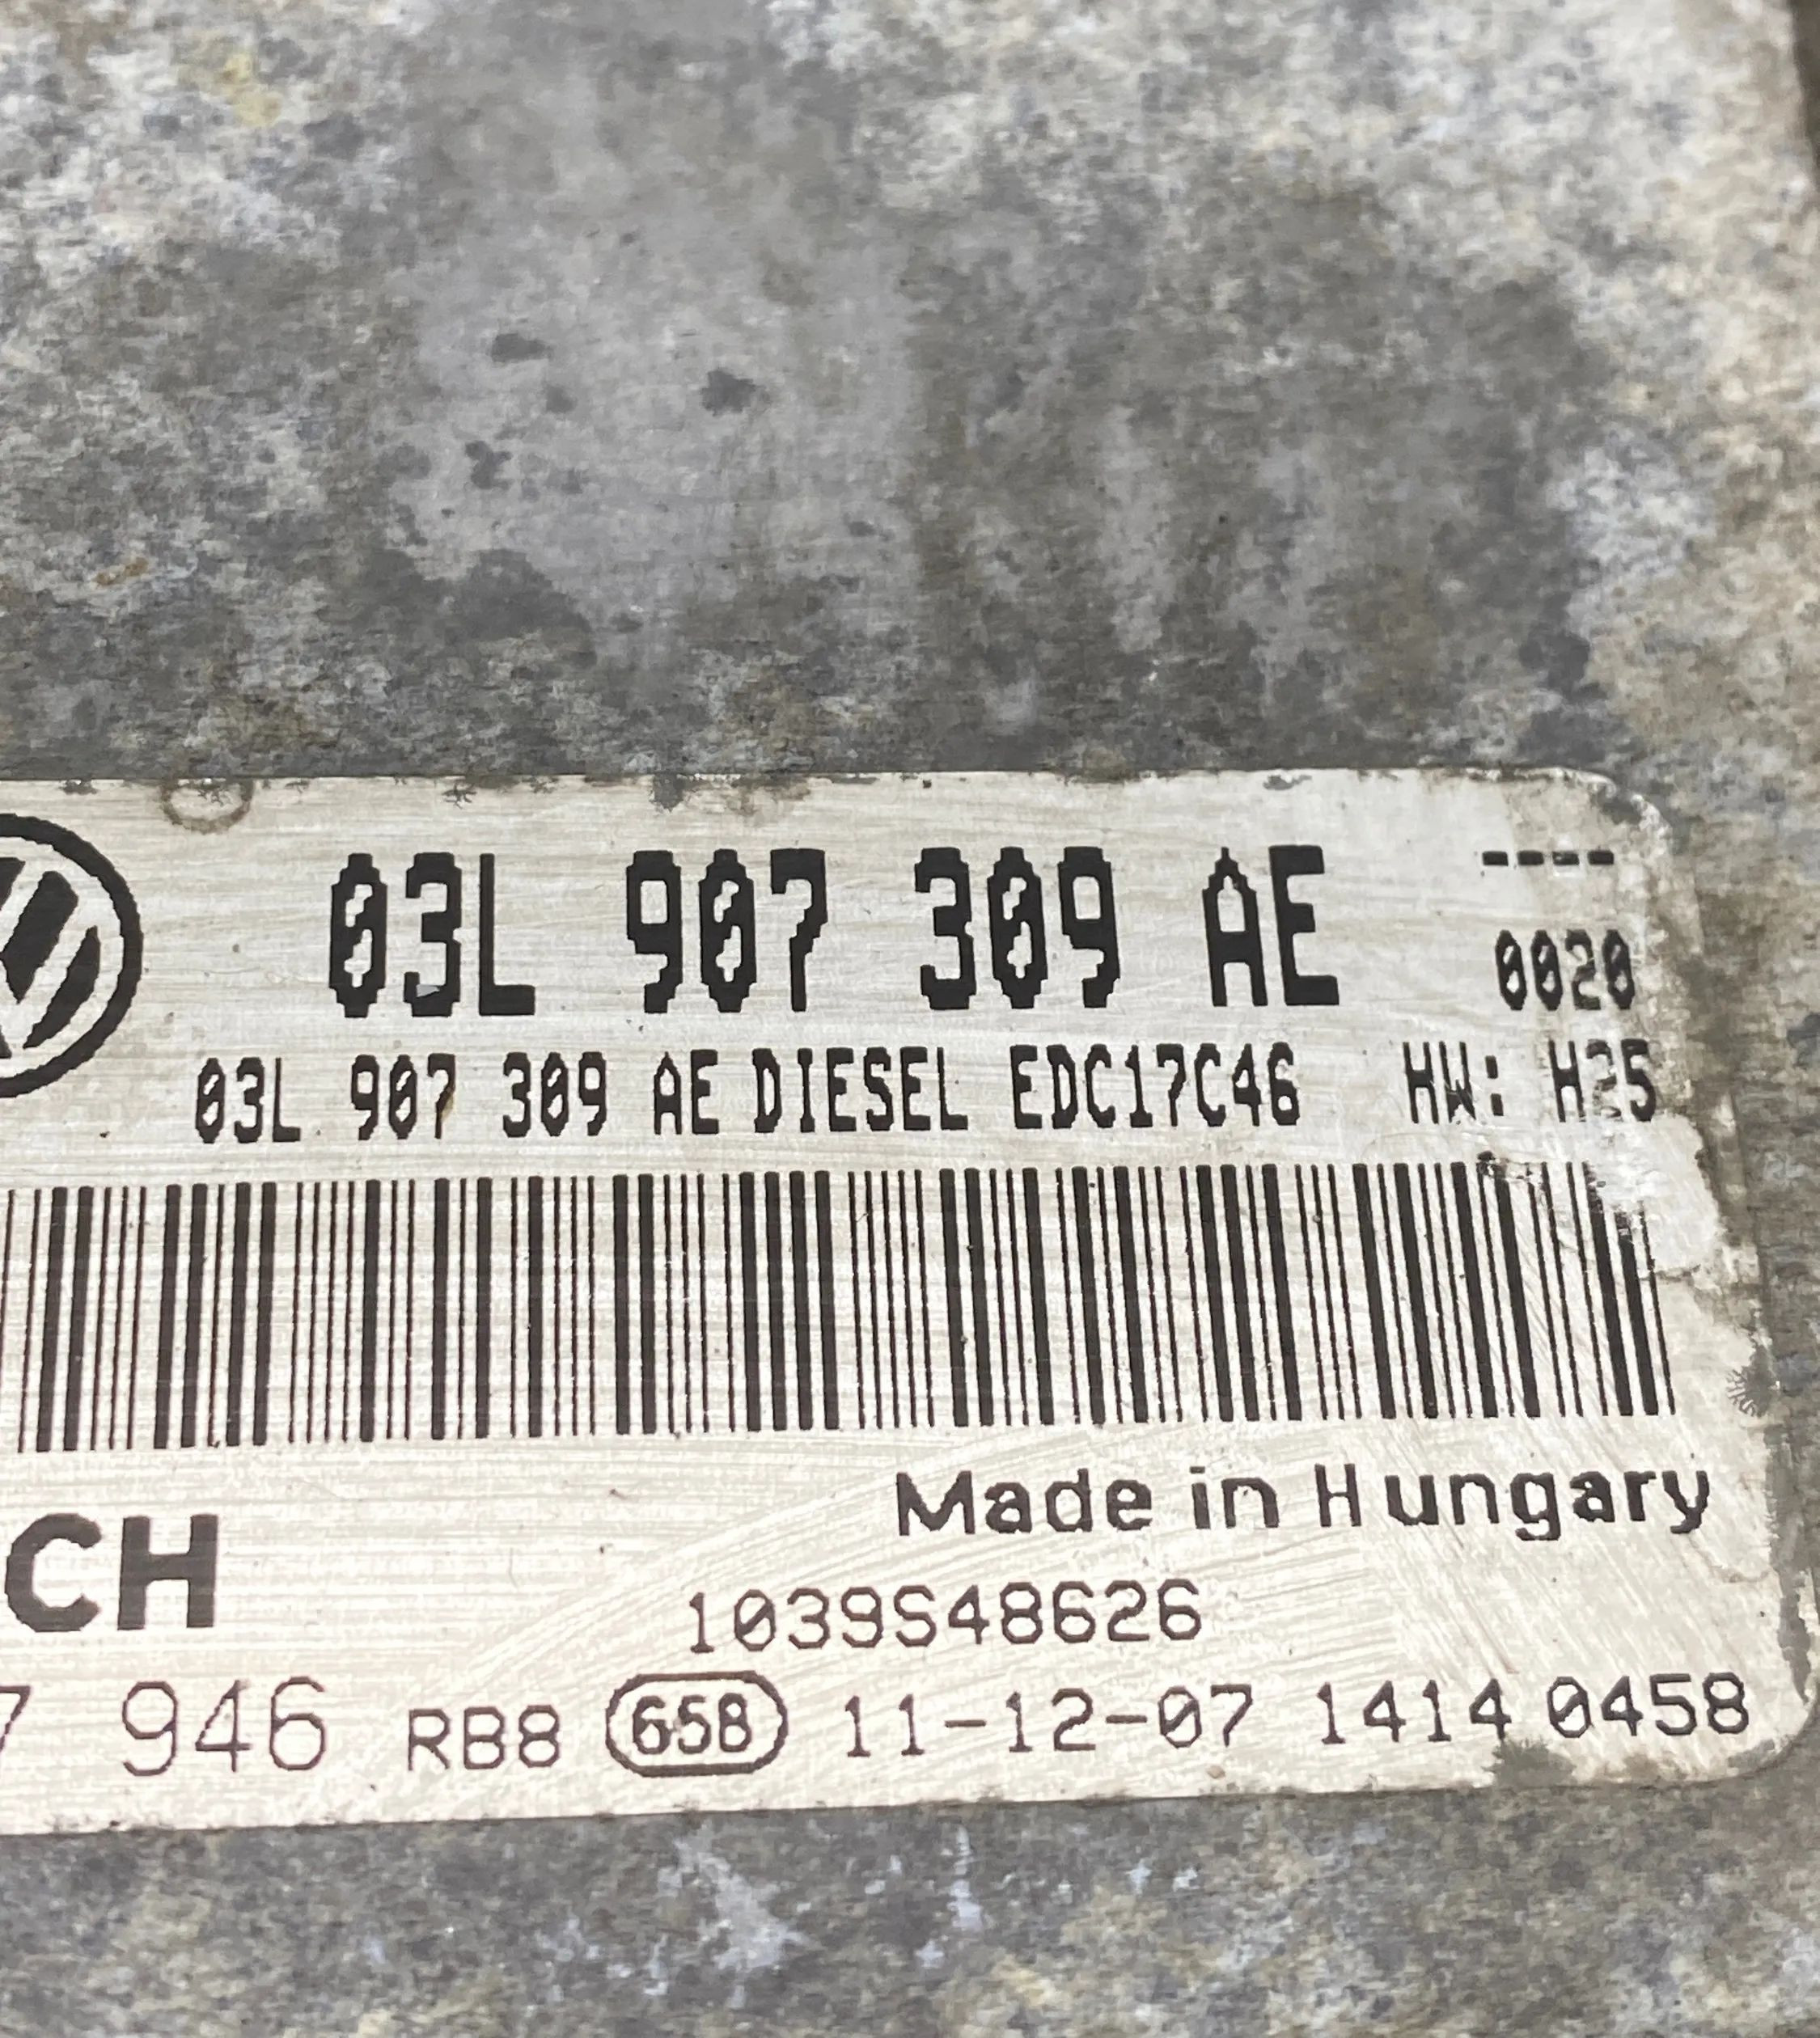 03L 907 309 AE ----
0020
03L 907 309 AE DIESEL EDC17C46 HW: H25
Made in Hungary
CH
1039S48626
7 946 RB8 658 11-12-07 1414 0458